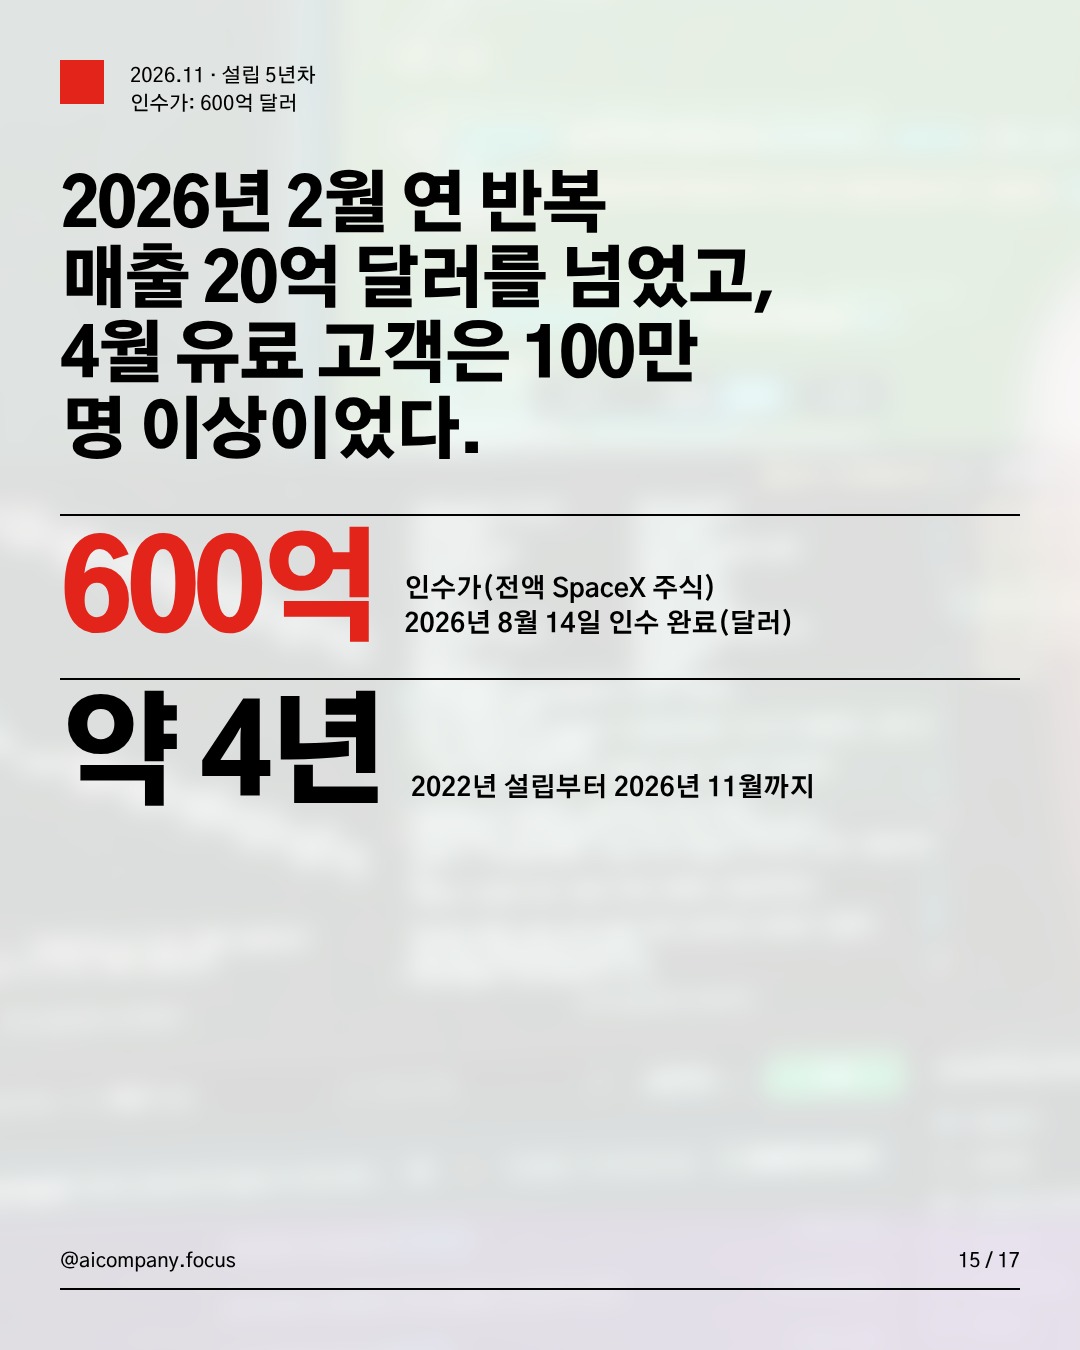 2026.11 · 설립 5년차
인수가: 600억 달러
2026년 2월 연 반복
매출 20억 달러를 넘었고,
4월 유료 고객은 100만
명 이상이었다.
600억
인수가(전액 SpaceX 주식)
2026년 8월 14일 인수 완료(달러)
약 4년
2022년 설립부터 2026년 11월까지
@aicompany.focus
15 / 17